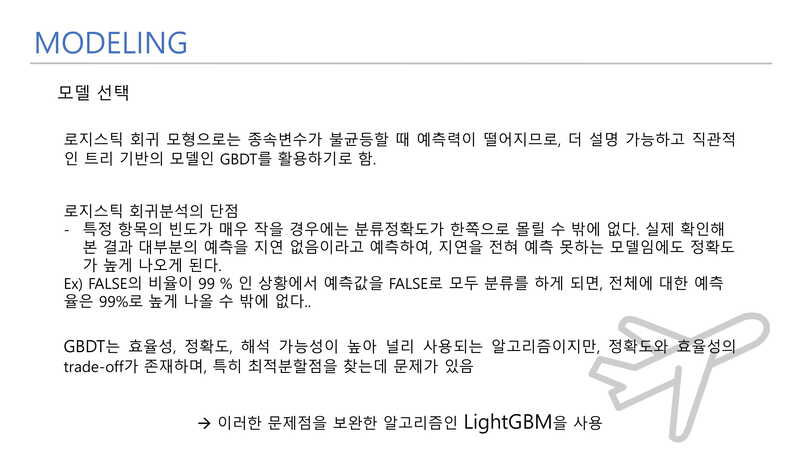 MODELING
모델 선택
로지스틱 회귀 모형으로는 종속변수가 불균등할 때 예측력이 떨어지므로, 더 설명 가능하고 직관적
인 트리 기반의 모델인 GBDT를 활용하기로 함.
로지스틱 회귀분석의 단점
- 특정 항목의 빈도가 매우 작을 경우에는 분류정확도가 한쪽으로 몰릴 수 밖에 없다. 실제 확인해
본 결과 대부분의 예측을 지연 없음이라고 예측하여, 지연을 전혀 예측 못하는 모델임에도 정확도
가 높게 나오게 된다.
Ex) FALSE의 비율이 99 % 인 상황에서 예측값을 FALSE로 모두 분류를 하게 되면, 전체에 대한 예측
율은 99%로 높게 나올 수 밖에 없다..
GBDT는 효율성, 정확도, 해석 가능성이 높아 널리 사용되는 알고리즘이지만, 정확도와 효율성의
trade-off가 존재하며, 특히 최적분할점을 찾는데 문제가 있음
→ 이러한 문제점을 보완한 알고리즘인 LightGBM을 사용